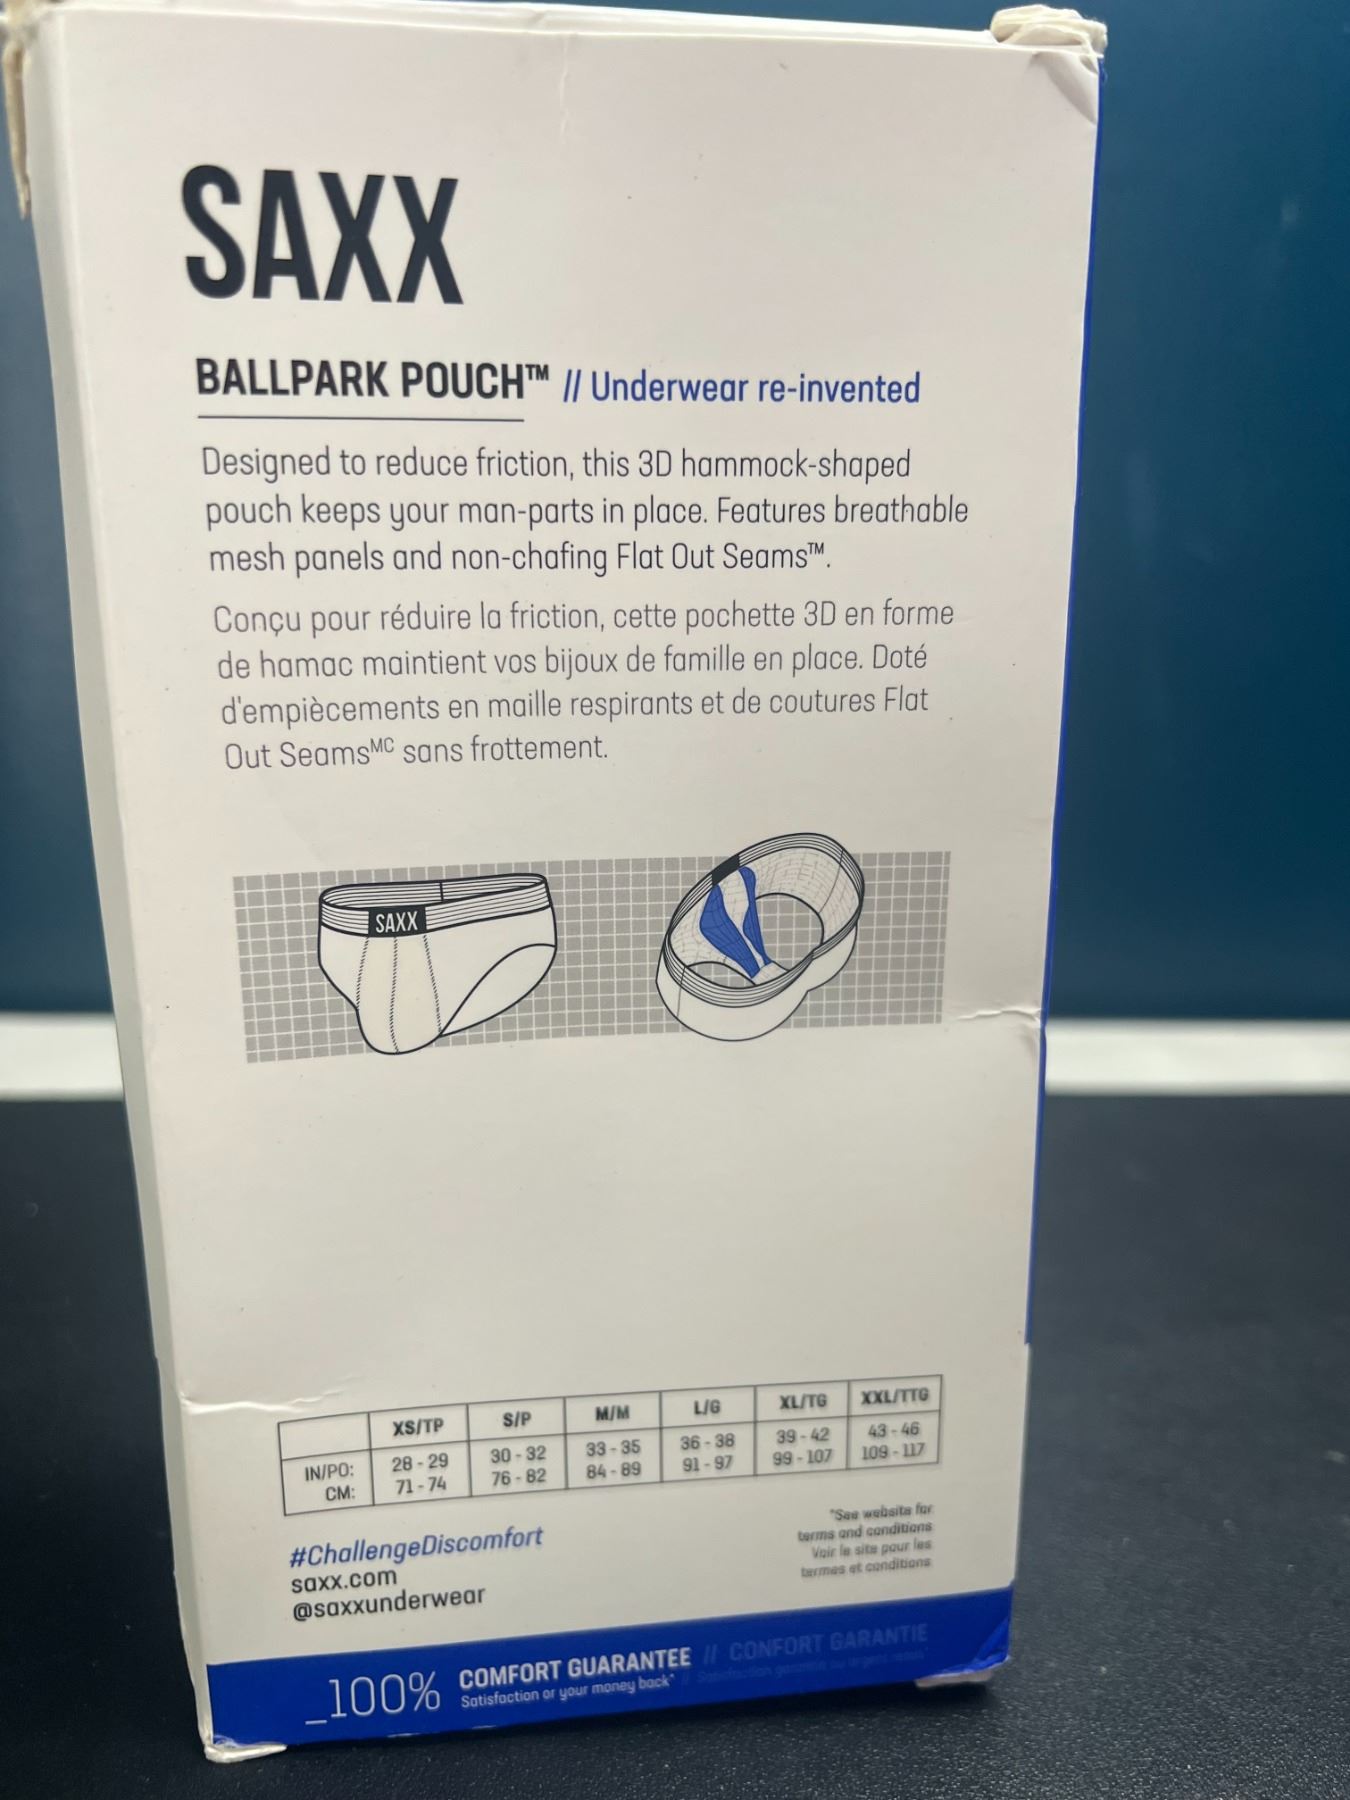 SAXX
BALLPARK POUCH™ // Underwear re-invented
Designed to reduce friction, this 3D hammock-shaped
pouch keeps your man-parts in place. Features breathable
mesh panels and non-chafing Flat Out Seams™.
Conçu pour réduire la friction, cette pochette 3D en forme
de hamac maintient vos bijoux de famille en place. Doté
d'empiècements en maille respirants et de coutures Flat
Out Seamsᴹᶜ sans frottement.
SAXX
XS/TP S/P M/M L/G XL/TG XXL/TTG
IN/PO: 28 - 29 30 - 32 33 - 35 36 - 38 39 - 42 43 - 46
CM: 71 - 74 76 - 82 84 - 89 91 - 97 99 - 107 109 - 117
#ChallengeDiscomfort
saxx.com
@saxxunderwear
*See website for
terms and conditions
Voir le site pour les
termes et conditions
_100% COMFORT GUARANTEE // CONFORT GARANTIE
Satisfaction or your money back* // Satisfaction garantie ou argent remis*